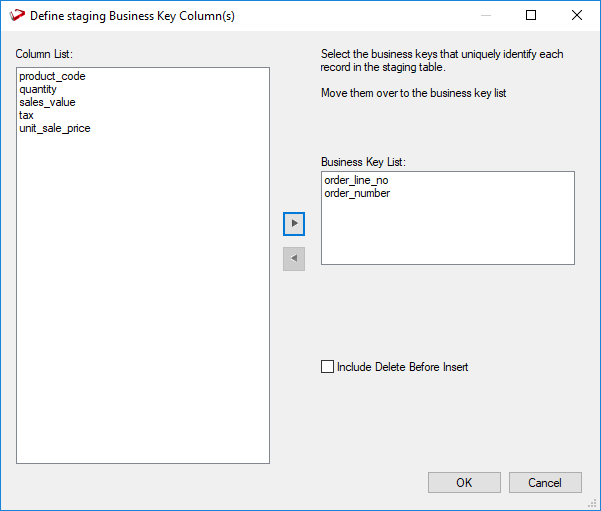 Define staging Business Key Column(s)
Column List:
product_code
quantity
sales_value
tax
unit_sale_price
Select the business keys that uniquely identify each
record in the staging table.
Move them over to the business key list
Business Key List:
order_line_no
order_number
Include Delete Before Insert
OK
Cancel